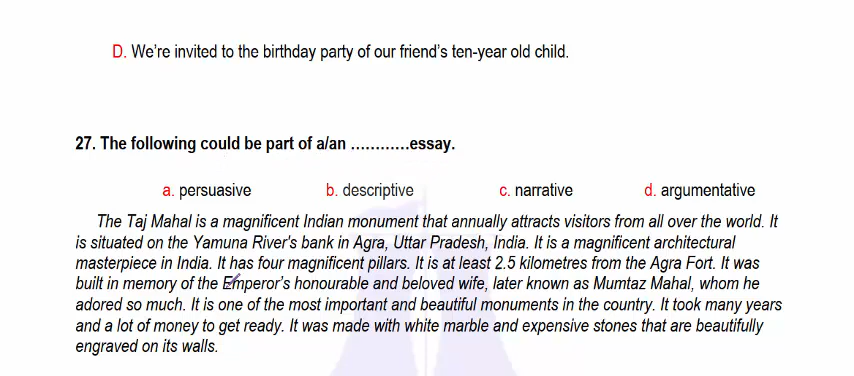 D. We're invited to the birthday party of our friend's ten-year old child.
27. The following could be part of a/an …………essay.
a. persuasive b. descriptive c. narrative d. argumentative
The Taj Mahal is a magnificent Indian monument that annually attracts visitors from all over the world. It
is situated on the Yamuna River's bank in Agra, Uttar Pradesh, India. It is a magnificent architectural
masterpiece in India. It has four magnificent pillars. It is at least 2.5 kilometres from the Agra Fort. It was
built in memory of the Emperor's honourable and beloved wife, later known as Mumtaz Mahal, whom he
adored so much. It is one of the most important and beautiful monuments in the country. It took many years
and a lot of money to get ready. It was made with white marble and expensive stones that are beautifully
engraved on its walls.